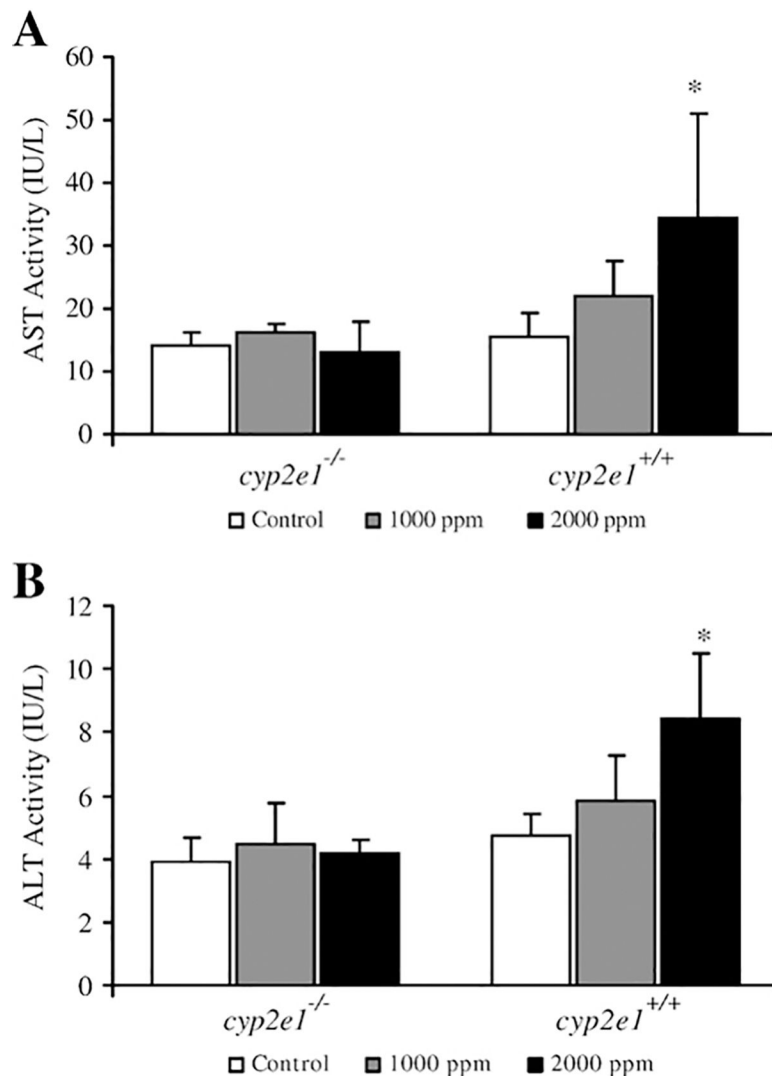 A
60
50
40
30
20
10
0
AST Activity (IU/L)
*
cyp2e1-/- cyp2e1+/+
Control 1000 ppm 2000 ppm
B
12
10
8
6
4
2
0
ALT Activity (IU/L)
*
cyp2e1-/- cyp2e1+/+
Control 1000 ppm 2000 ppm